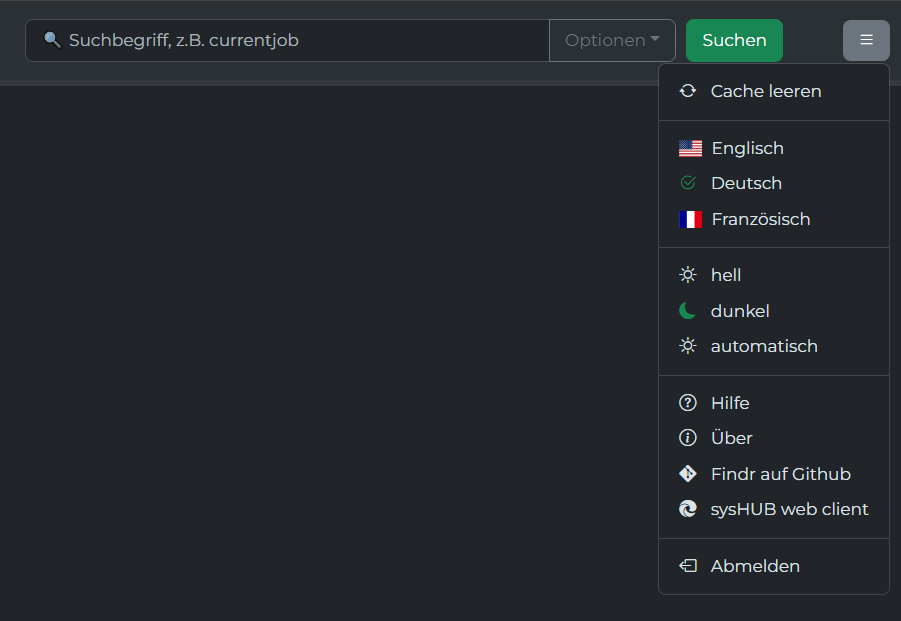 Suchbegriff, z.B. currentjob
Optionen
Suchen
Cache leeren
Englisch
Deutsch
Französisch
hell
dunkel
automatisch
Hilfe
Über
Findr auf Github
sysHUB web client
Abmelden